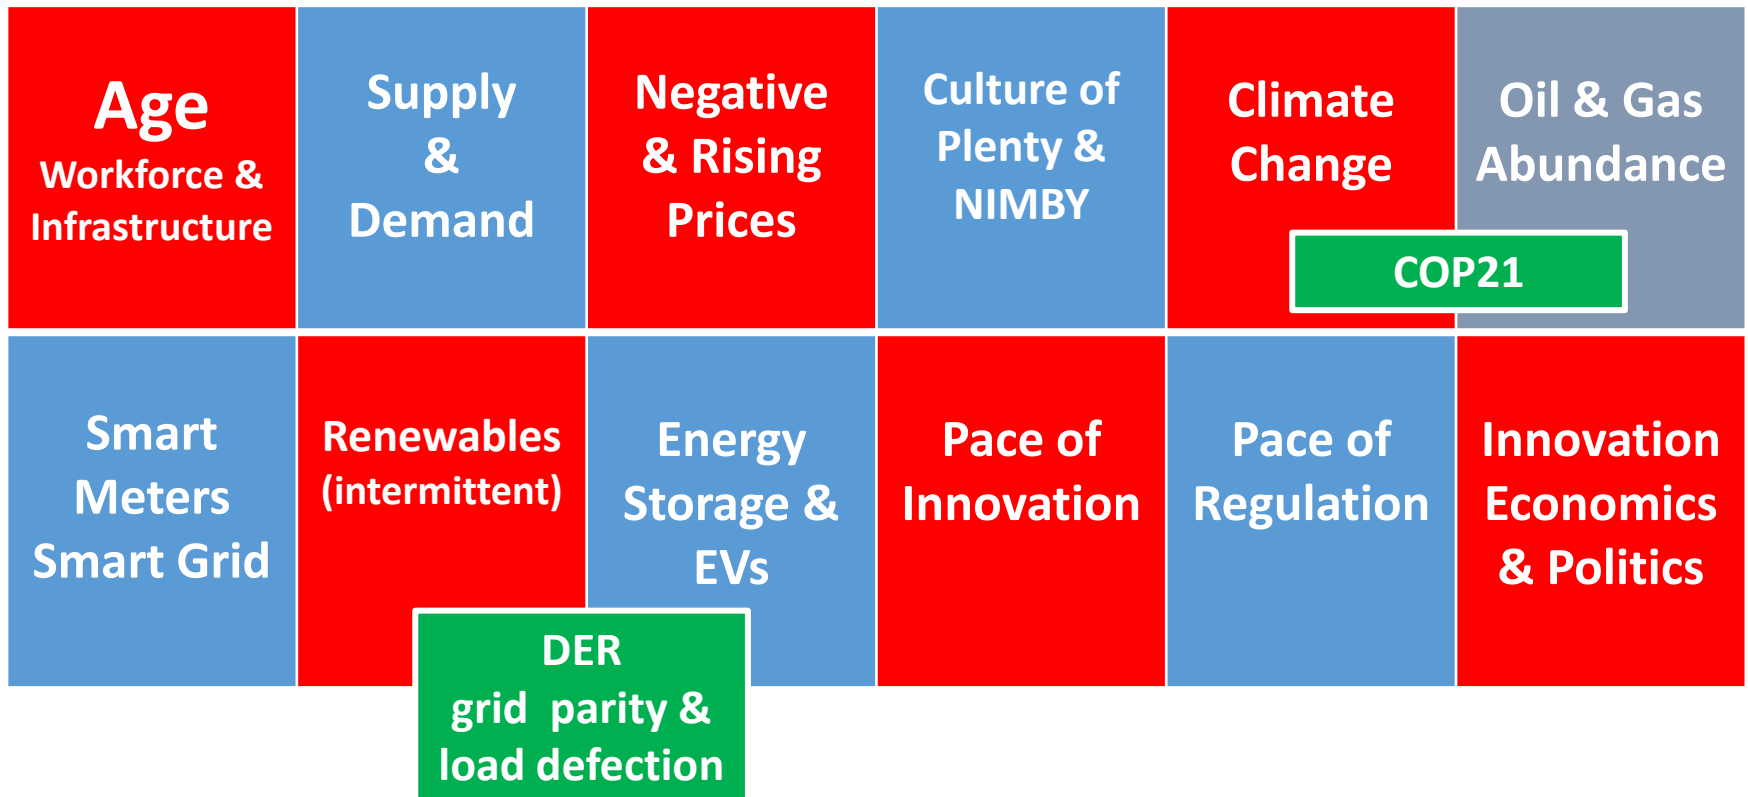 Age
Workforce &
Infrastructure
Supply
&
Demand
Negative
& Rising
Prices
Culture of
Plenty &
NIMBY
Climate
Change
Oil & Gas
Abundance
COP21
Smart
Meters
Smart Grid
Renewables
(intermittent)
Energy
Storage &
EVs
Pace of
Innovation
Pace of
Regulation
Innovation
Economics
& Politics
DER
grid parity &
load defection